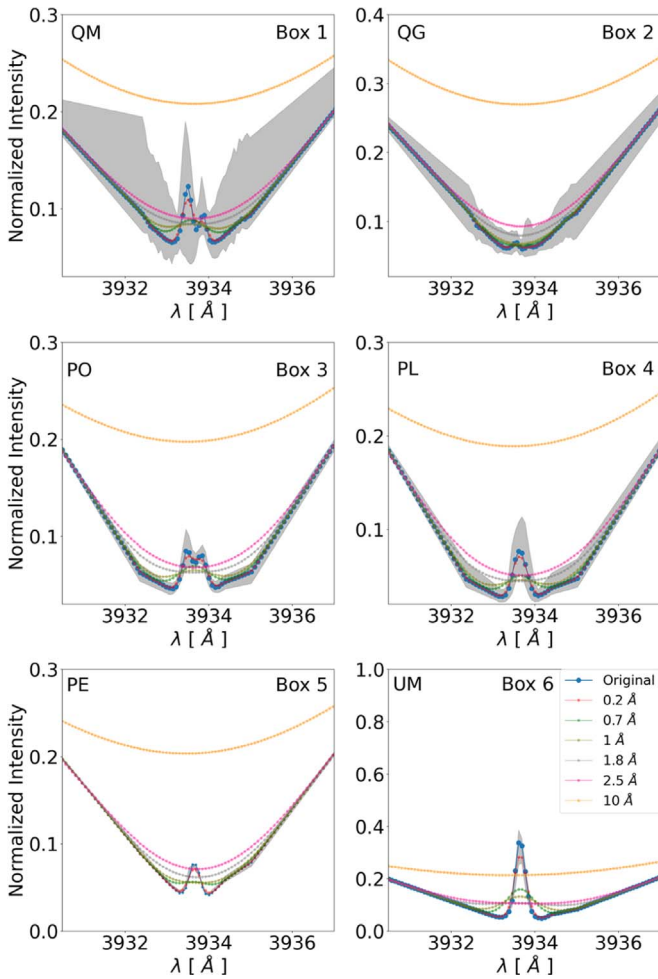 QM Box 1
0.3
0.2
0.1
3932 3934 3936
Normalized Intensity
λ [ Å ]
QG Box 2
0.4
0.3
0.2
0.1
3932 3934 3936
λ [ Å ]
PO Box 3
0.3
0.2
0.1
3932 3934 3936
Normalized Intensity
λ [ Å ]
PL Box 4
0.3
0.2
0.1
3932 3934 3936
λ [ Å ]
PE Box 5
0.3
0.2
0.1
0.0
3932 3934 3936
Normalized Intensity
λ [ Å ]
UM Box 6
1.0
0.8
0.6
0.4
0.2
0.0
3932 3934 3936
λ [ Å ]
Original
0.2 Å
0.7 Å
1 Å
1.8 Å
2.5 Å
10 Å